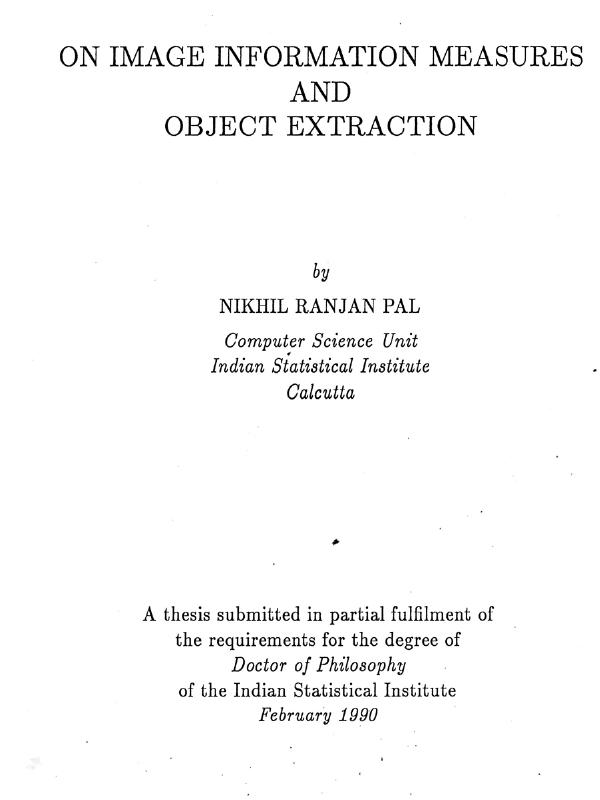 ON IMAGE INFORMATION MEASURES
AND
OBJECT EXTRACTION
by
NIKHIL RANJAN PAL
Computer Science Unit
Indian Statistical Institute
Calcutta
A thesis submitted in partial fulfilment of
the requirements for the degree of
Doctor of Philosophy
of the Indian Statistical Institute
February 1990